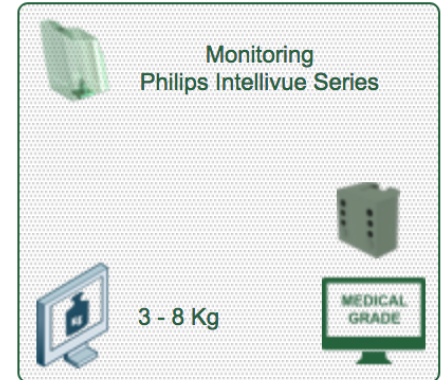 Monitoring
Philips Intellivue Series
3 - 8 Kg
MEDICAL
GRADE